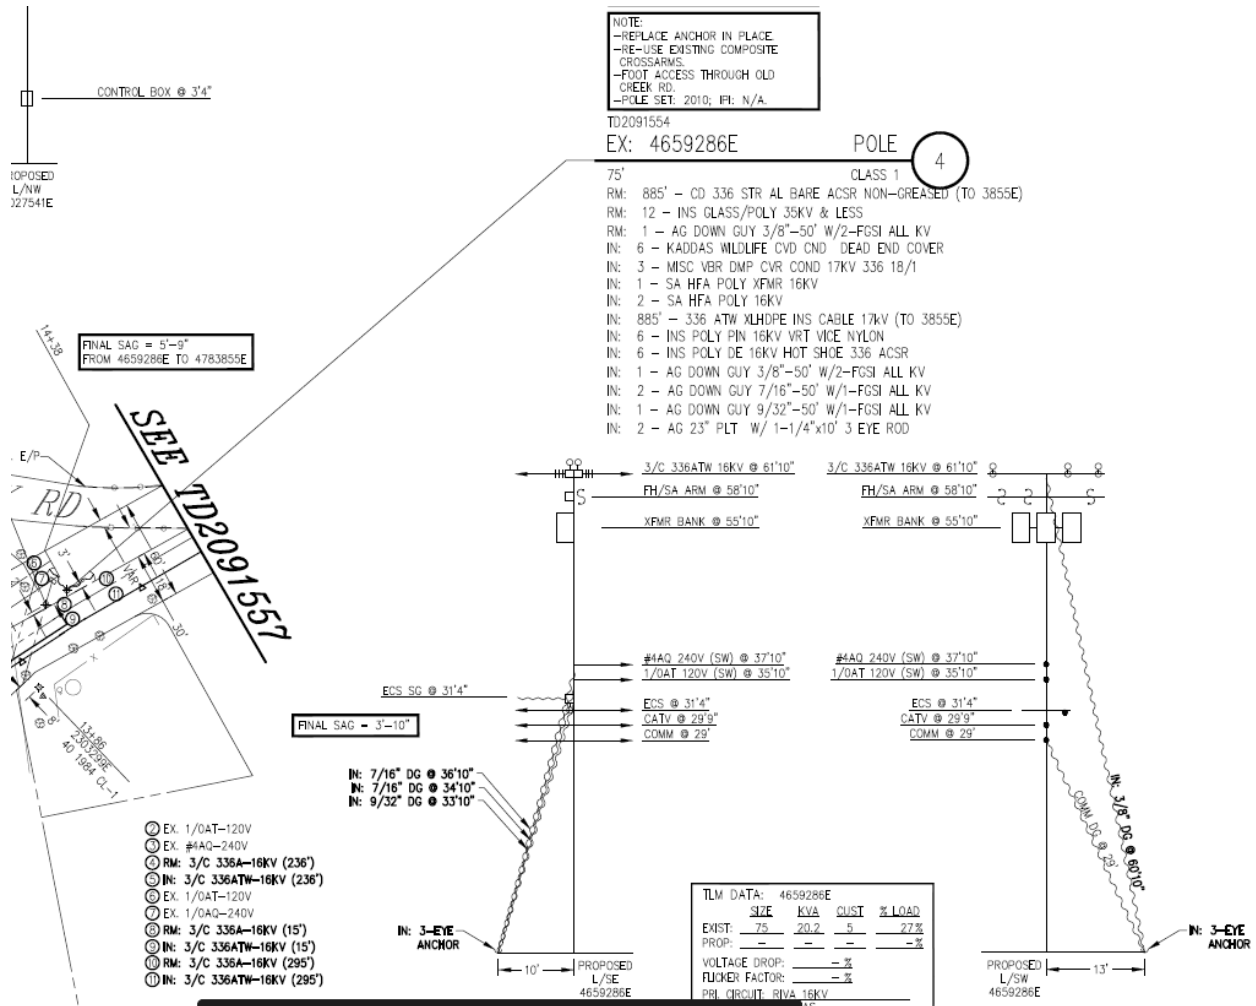 NOTE:
-REPLACE ANCHOR IN PLACE.
-RE-USE EXISTING COMPOSITE
CROSSARMS.
-FOOT ACCESS THROUGH OLD
CREEK RD.
-POLE SET: 2010; IPI: N/A.
CONTROL BOX @ 3'4"
TD2091554
EX: 4659286E POLE 4
75' CLASS 1
ROPOSED
L/NW
027541E
RM: 885' - CD 336 STR AL BARE ACSR NON-GREASED (TO 3855E)
RM: 12 - INS GLASS/POLY 35KV & LESS
RM: 1 - AG DOWN GUY 3/8"-50' W/2-FGSI ALL KV
IN: 6 - KADDAS WILDLIFE CVD CND DEAD END COVER
IN: 3 - MISC VBR DMP CVR COND 17KV 336 18/1
IN: 1 - SA HFA POLY XFMR 16KV
IN: 2 - SA HFA POLY 16KV
IN: 885' - 336 ATW XLHDPE INS CABLE 17kV (TO 3855E)
IN: 6 - INS POLY PIN 16KV VRT VICE NYLON
IN: 6 - INS POLY DE 16KV HOT SHOE 336 ACSR
IN: 1 - AG DOWN GUY 3/8"-50' W/2-FGSI ALL KV
IN: 2 - AG DOWN GUY 7/16"-50' W/1-FGSI ALL KV
IN: 1 - AG DOWN GUY 9/32"-50' W/1-FGSI ALL KV
IN: 2 - AG 23" PLT W/ 1-1/4"x10' 3 EYE ROD
14+38
FINAL SAG = 5'-9"
FROM 4659286E TO 4783855E
SEE TD2091557
E/P
RD
3'
60'
VAR
18'
30'
6
7
8
9
10
11
8'
13+86
2303299E
40 1984 CL-1
3/C 336ATW 16KV @ 61'10"
FH/SA ARM @ 58'10"
XFMR BANK @ 55'10"
#4AQ 240V (SW) @ 37'10"
1/0AT 120V (SW) @ 35'10"
ECS SG @ 31'4"
ECS @ 31'4"
CATV @ 29'9"
COMM @ 29'
FINAL SAG = 3'-10"
IN: 7/16" DG @ 36'10"
IN: 7/16" DG @ 34'10"
IN: 9/32" DG @ 33'10"
IN: 3-EYE
ANCHOR
10'
PROPOSED
L/SE
4659286E
3/C 336ATW 16KV @ 61'10"
FH/SA ARM @ 58'10"
XFMR BANK @ 55'10"
#4AQ 240V (SW) @ 37'10"
1/0AT 120V (SW) @ 35'10"
ECS @ 31'4"
CATV @ 29'9"
COMM @ 29'
IN: 3/8" DG @ 60'10"
COMM DG @ 29'
IN: 3-EYE
ANCHOR
13'
PROPOSED
L/SW
4659286E
2 EX. 1/0AT-120V
3 EX. #4AQ-240V
4 RM: 3/C 336A-16KV (236')
5 IN: 3/C 336ATW-16KV (236')
6 EX. 1/0AT-120V
7 EX. 1/0AQ-240V
8 RM: 3/C 336A-16KV (15')
9 IN: 3/C 336ATW-16KV (15')
10 RM: 3/C 336A-16KV (295')
11 IN: 3/C 336ATW-16KV (295')
TLM DATA: 4659286E
SIZE KVA CUST % LOAD
EXIST: 75 20.2 5 27%
PROP: - - - -%
VOLTAGE DROP: - %
FLICKER FACTOR: - %
PRI. CIRCUIT: RIVA 16KV